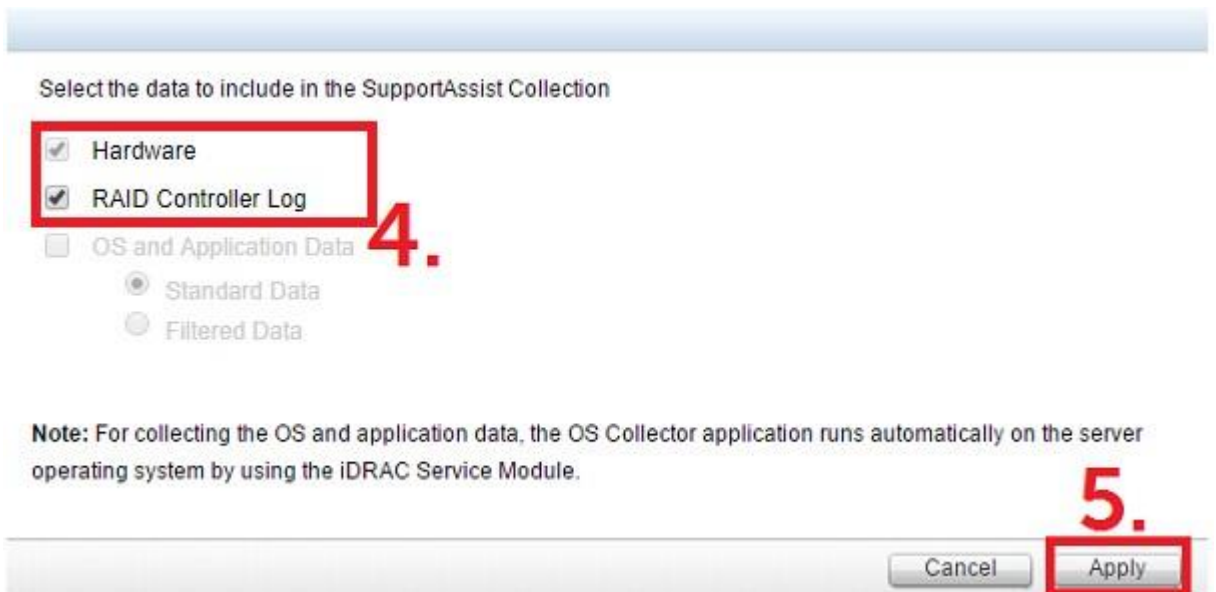 Select the data to include in the SupportAssist Collection
Hardware
RAID Controller Log
4.
OS and Application Data
Standard Data
Filtered Data
Note: For collecting the OS and application data, the OS Collector application runs automatically on the server
operating system by using the iDRAC Service Module.
5.
Cancel
Apply